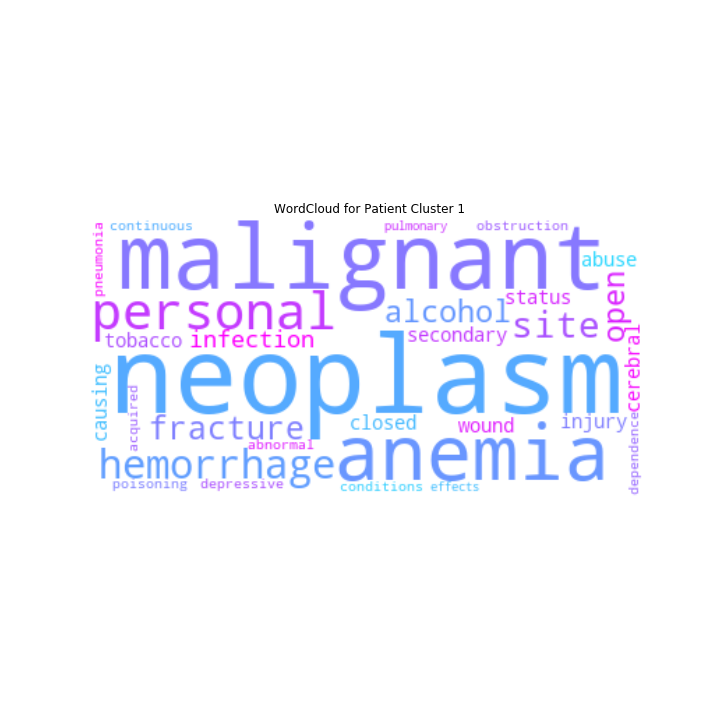 WordCloud for Patient Cluster 1
continuous
pulmonary
obstruction
pneumonia
malignant
abuse
personal
alcohol
status
open
tobacco
infection
secondary
site
cerebral
neoplasm
causing
acquired
fracture
closed
wound
injury
abnormal
hemorrhage
anemia
dependence
poisoning
depressive
conditions
effects